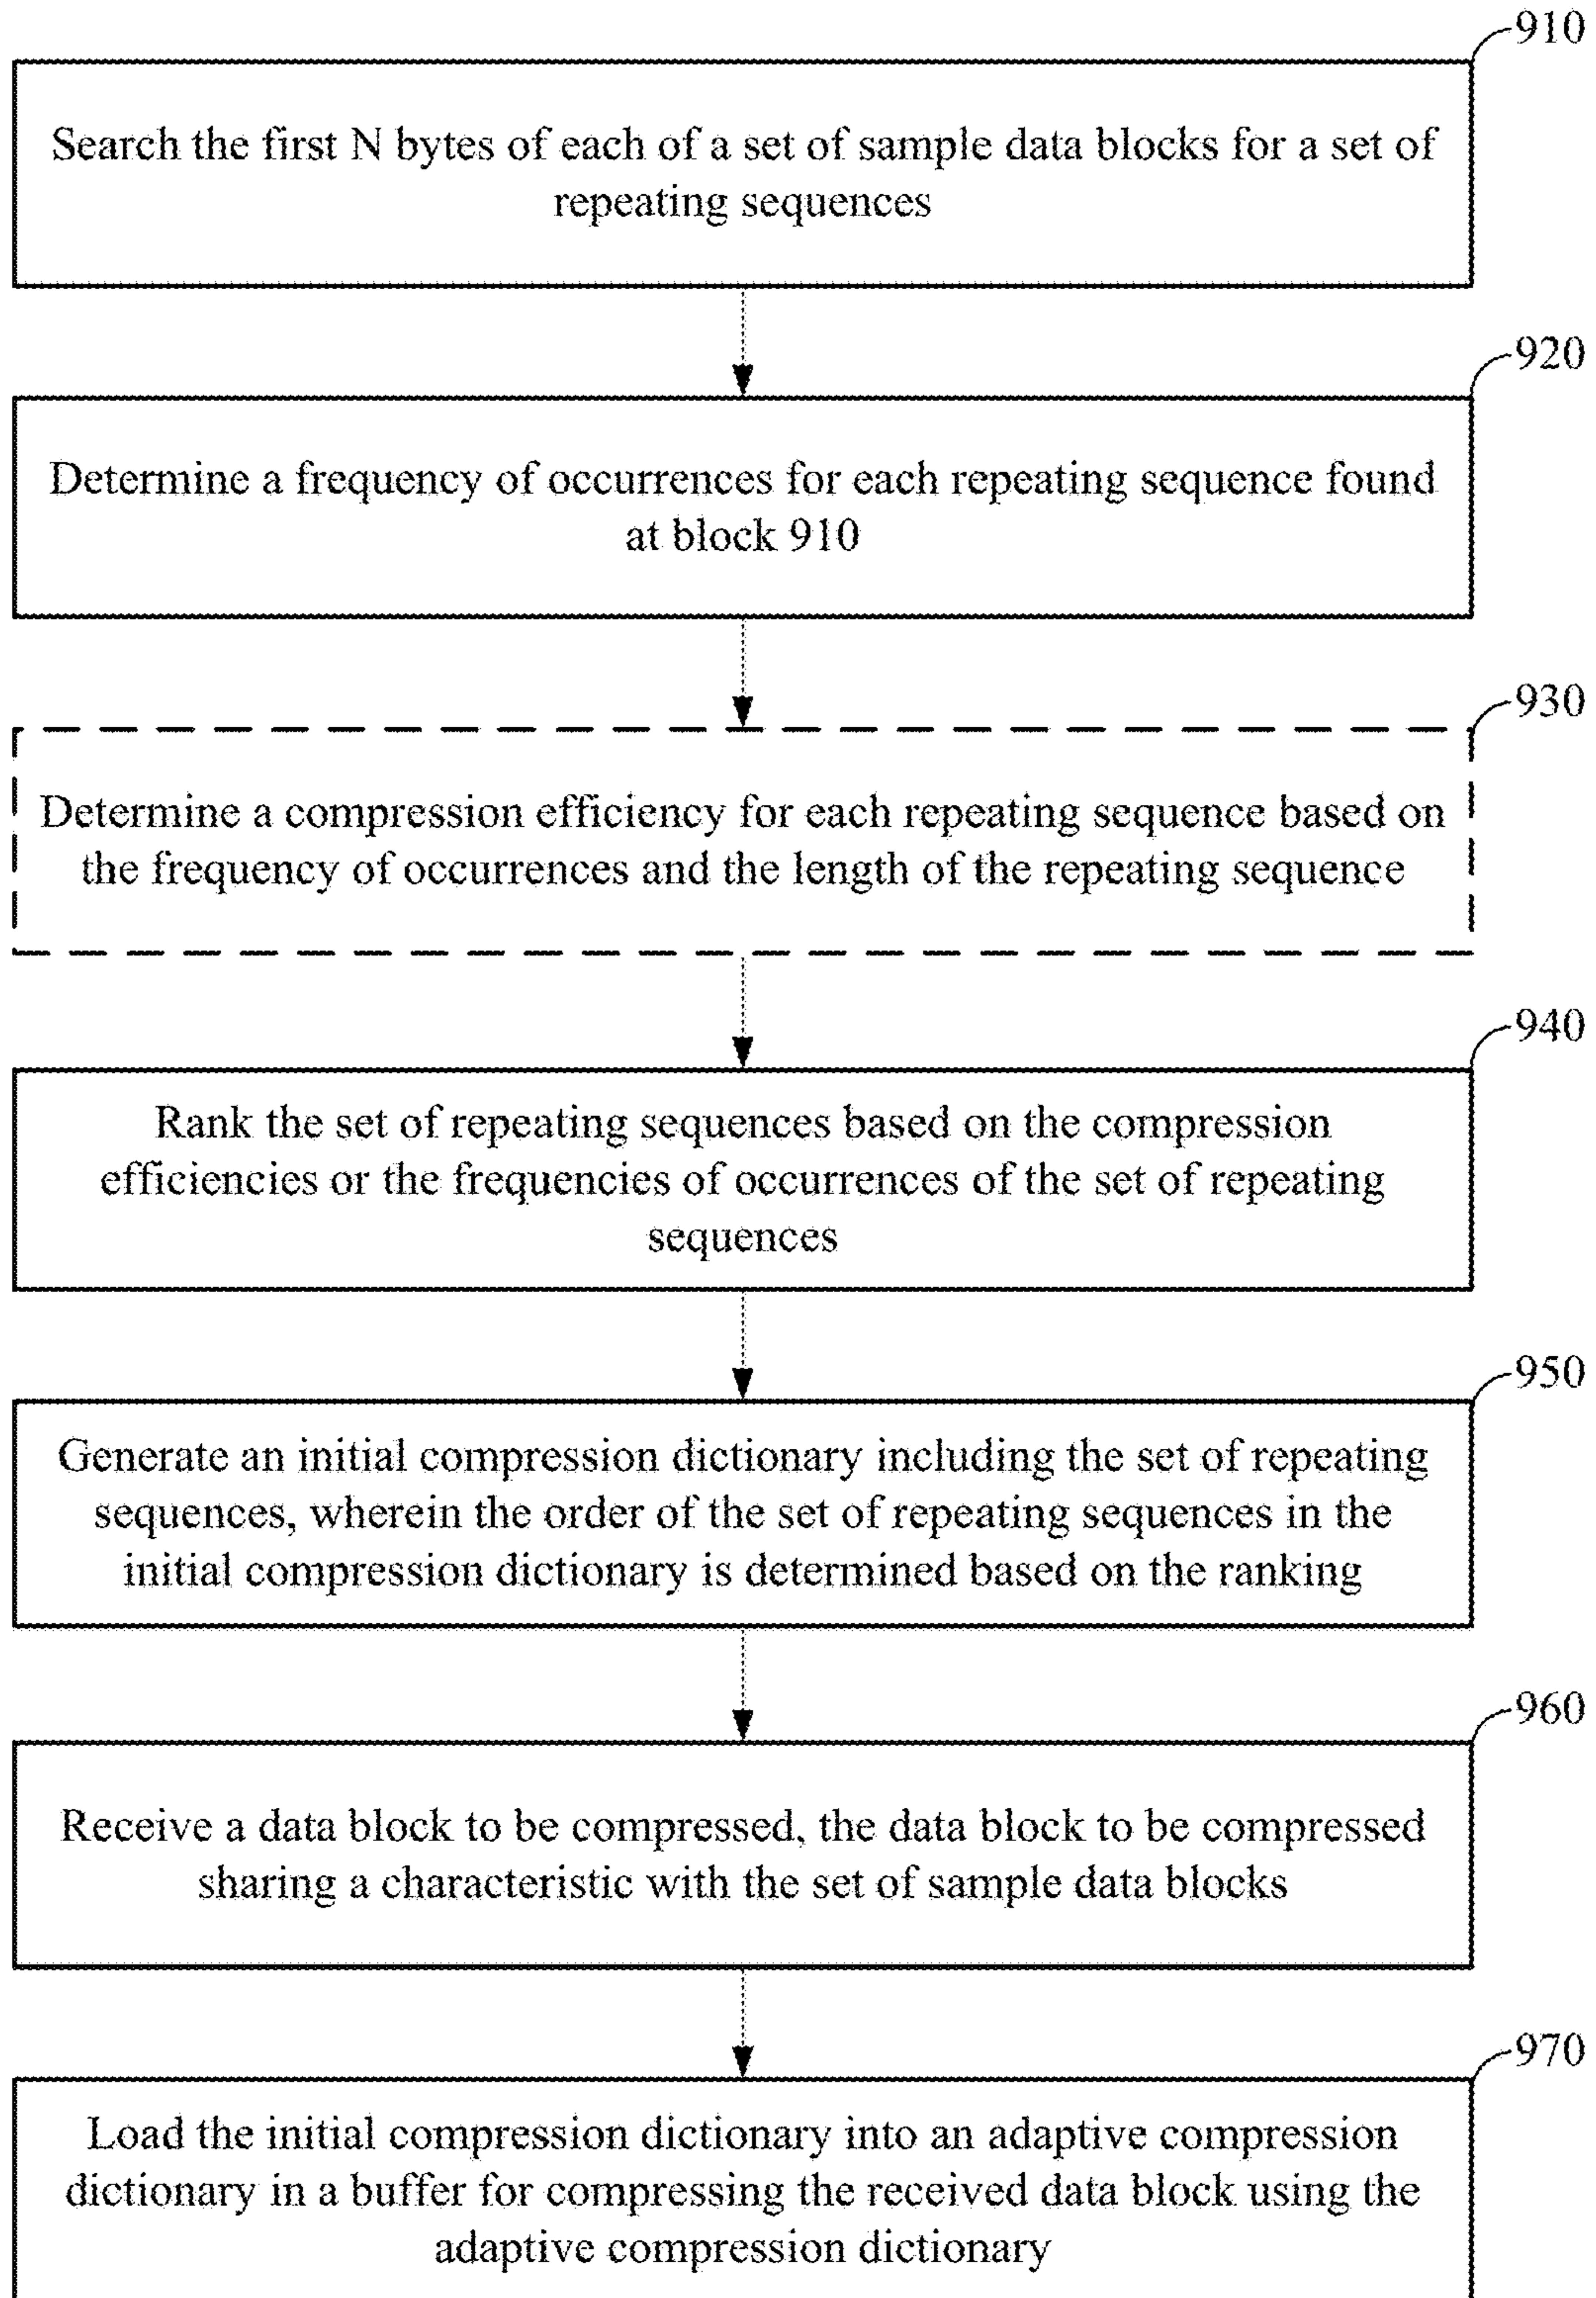 910
Search the first N bytes of each of a set of sample data blocks for a set of
repeating sequences
920
Determine a frequency of occurrences for each repeating sequence found
at block 910
930
Determine a compression efficiency for each repeating sequence based on
the frequency of occurrences and the length of the repeating sequence
940
Rank the set of repeating sequences based on the compression
efficiencies or the frequencies of occurrences of the set of repeating
sequences
950
Generate an initial compression dictionary including the set of repeating
sequences, wherein the order of the set of repeating sequences in the
initial compression dictionary is determined based on the ranking
960
Receive a data block to be compressed, the data block to be compressed
sharing a characteristic with the set of sample data blocks
970
Load the initial compression dictionary into an adaptive compression
dictionary in a buffer for compressing the received data block using the
adaptive compression dictionary